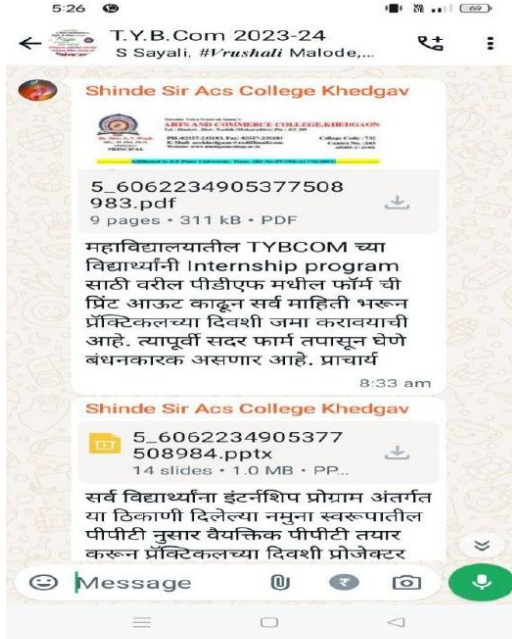 5:26
69
T.Y.B.Com 2023-24
S Sayali, #Vrushali Malode,...
Shinde Sir Acs College Khedgav
ARTS AND COMMERCE COLLEGE, KHEDGAON
PRINCIPAL
5_6062234905377508
983.pdf
9 pages • 311 kB • PDF
महाविद्यालयातील TYBCOM च्या
विद्यार्थ्यांनी Internship program
साठी वरील पीडीएफ मधील फॉर्म ची
प्रिंट आऊट काढून सर्व माहिती भरून
प्रॅक्टिकलच्या दिवशी जमा करावयाची
आहे. त्यापूर्वी सदर फार्म तपासून घेणे
बंधनकारक असणार आहे. प्राचार्य
8:33 am
Shinde Sir Acs College Khedgav
5_6062234905377
508984.pptx
14 slides • 1.0 MB • PP...
सर्व विद्यार्थ्यांना इंटर्नशिप प्रोग्राम अंतर्गत
या ठिकाणी दिलेल्या नमुना स्वरूपातील
पीपीटी नुसार वैयक्तिक पीपीटी तयार
करून प्रॅक्टिकलच्या दिवशी प्रोजेक्टर
Message